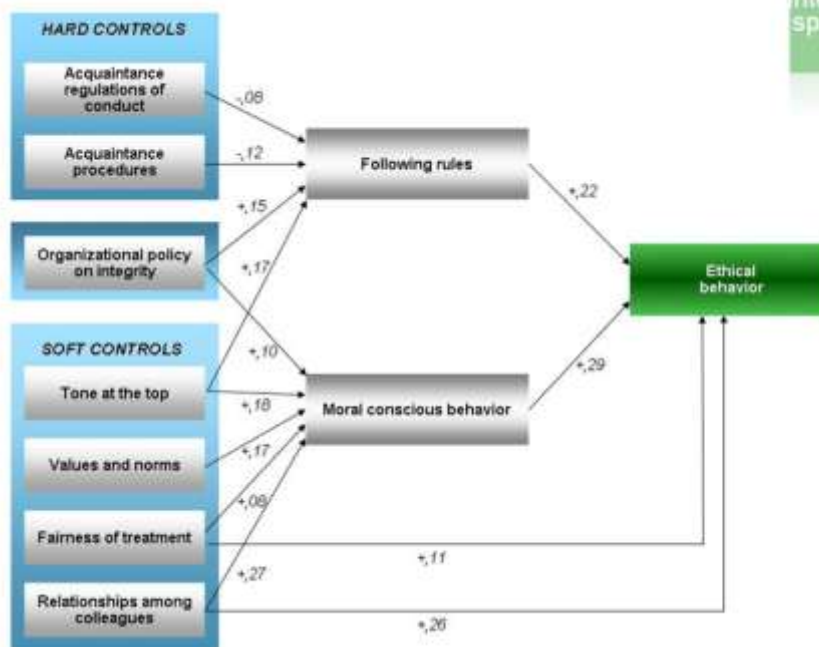 HARD CONTROLS
Acquaintance
regulations of
conduct
-,08
Acquaintance
procedures
-,12
Following rules
+,15
+,22
Organizational policy
on integrity
+,17
Ethical
behavior
SOFT CONTROLS
+,10
+,29
Tone at the top
Moral conscious behavior
+,18
Values and norms
+,17
+,08
Fairness of treatment
+,11
+,27
Relationships among
colleagues
+,26